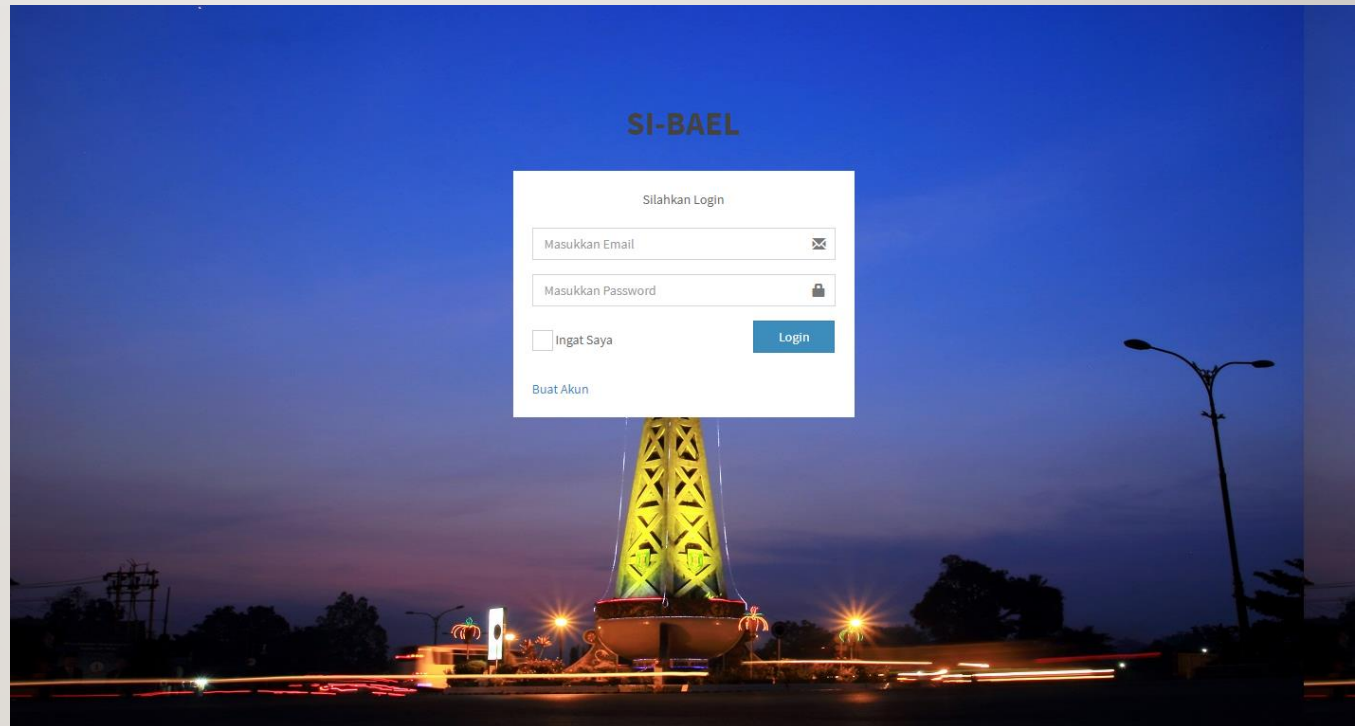 SI-BAEL
Silahkan Login
Masukkan Email
Masukkan Password
Ingat Saya
Login
Buat Akun